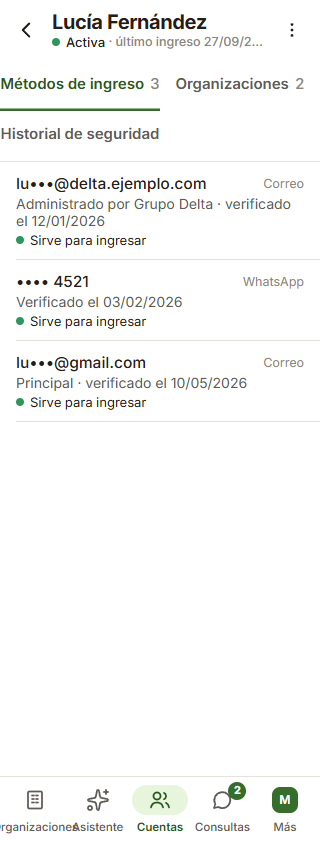 Lucía Fernández
Activa · último ingreso 27/09/2...
Métodos de ingreso 3 Organizaciones 2
Historial de seguridad
lu•••@delta.ejemplo.com Correo
Administrado por Grupo Delta · verificado
el 12/01/2026
Sirve para ingresar
•••• 4521 WhatsApp
Verificado el 03/02/2026
Sirve para ingresar
lu•••@gmail.com Correo
Principal · verificado el 10/05/2026
Sirve para ingresar
2 M
rganizaciones Asistente Cuentas Consultas Más